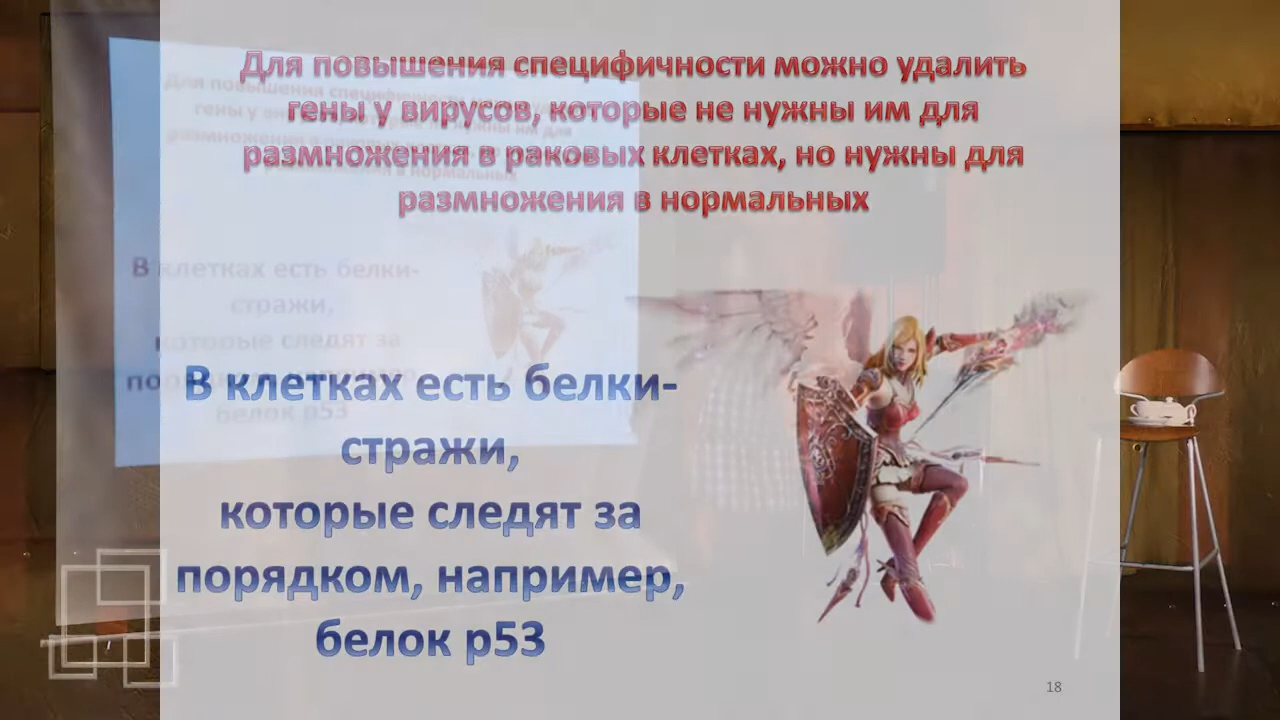 Для повышения специфичности можно удалить
гены у вирусов, которые не нужны им для
размножения в раковых клетках, но нужны для
размножения в нормальных
В клетках есть белки-
стражи,
которые следят за
порядком, например,
белок р53
18